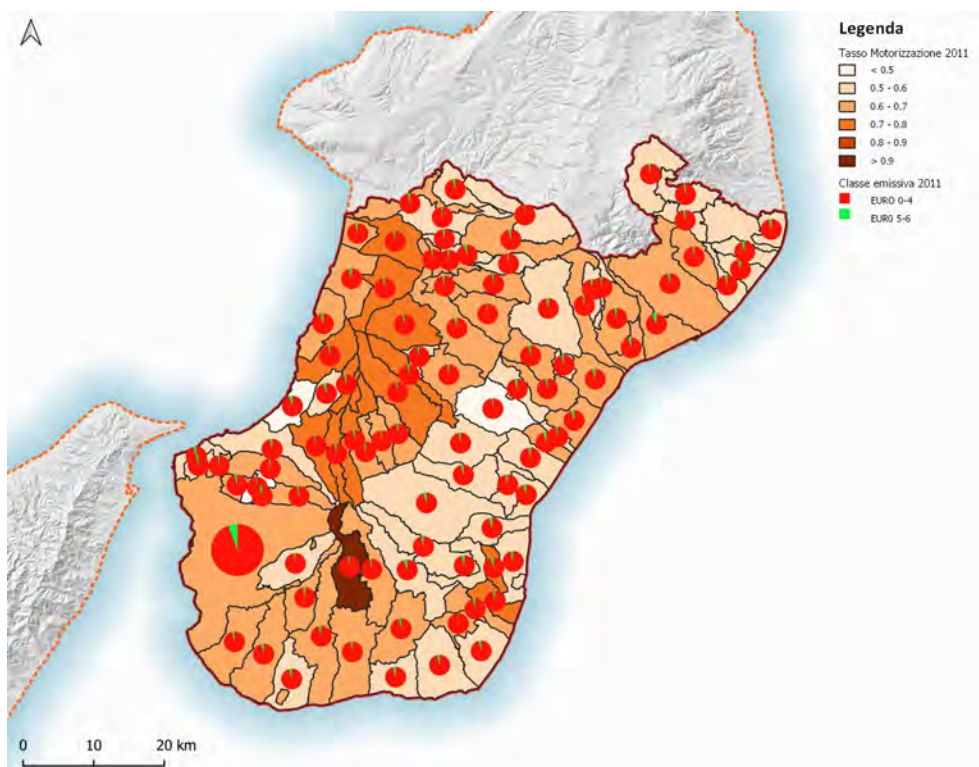 Legenda
Tasso Motorizzazione 2011
< 0.5
0.5 - 0.6
0.6 - 0.7
0.7 - 0.8
0.8 - 0.9
> 0.9
Classe emissiva 2011
EURO 0-4
EURO 5-6
0 10 20 km